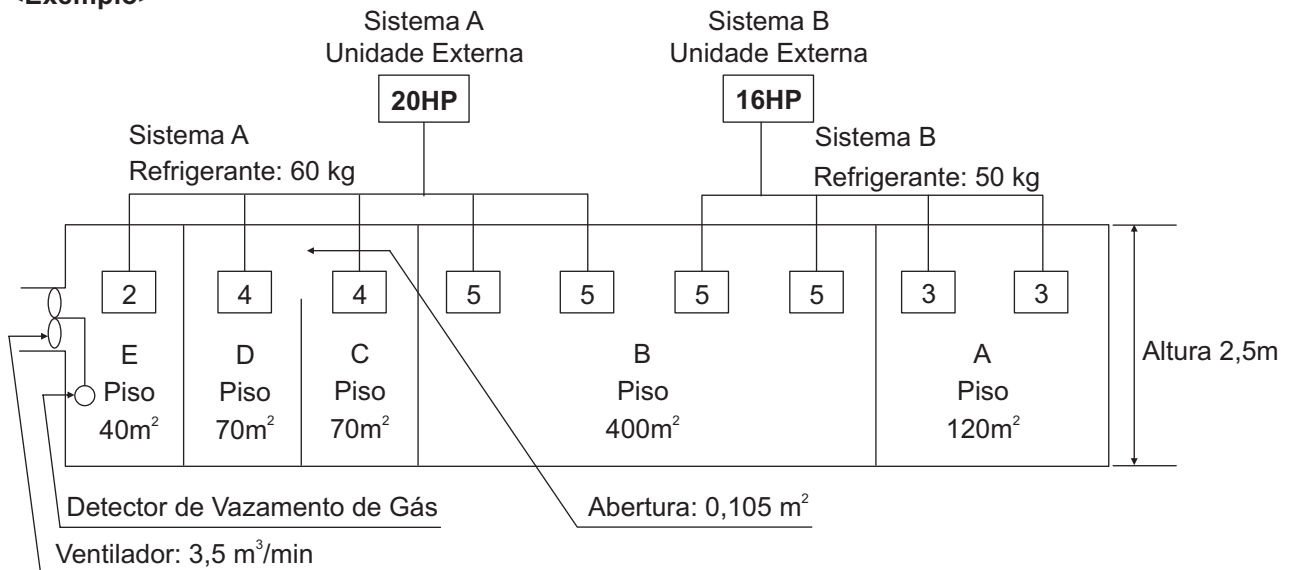 <Exemplo>
Sistema A
Unidade Externa
20HP
Sistema B
Unidade Externa
16HP
Sistema A
Refrigerante: 60 kg
Sistema B
Refrigerante: 50 kg
2
4
4
5
5
5
5
3
3
E
Piso
40m²
D
Piso
70m²
C
Piso
70m²
B
Piso
400m²
A
Piso
120m²
Altura 2,5m
Detector de Vazamento de Gás
Abertura: 0,105 m²
Ventilador: 3,5 m³/min